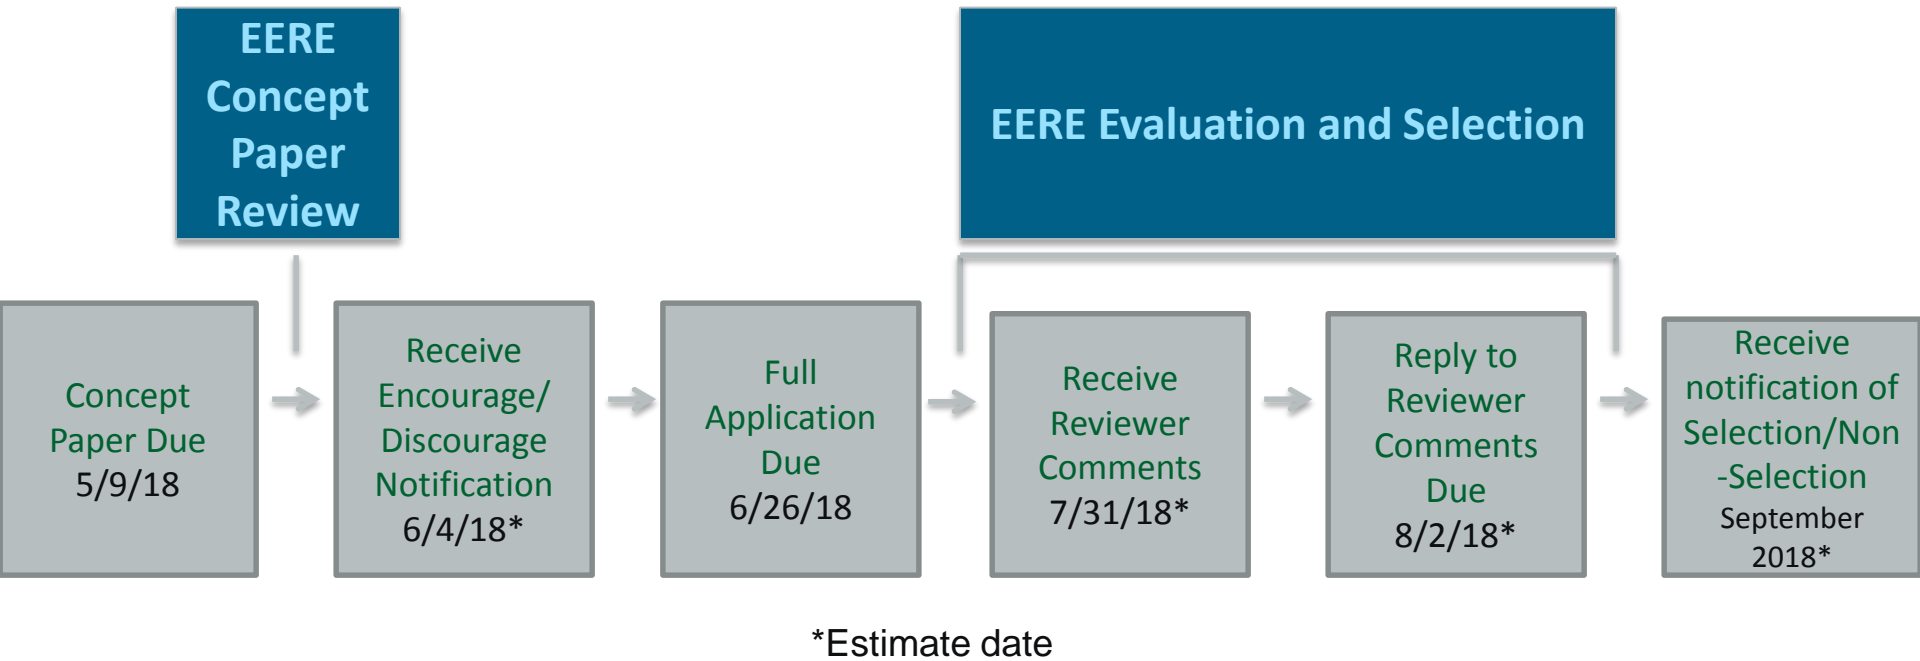 EERE
Concept
Paper
Review
EERE Evaluation and Selection
Concept
Paper Due
5/9/18
Receive
Encourage/
Discourage
Notification
6/4/18*
Full
Application
Due
6/26/18
Receive
Reviewer
Comments
7/31/18*
Reply to
Reviewer
Comments
Due
8/2/18*
Receive
notification of
Selection/Non
-Selection
September
2018*
*Estimate date